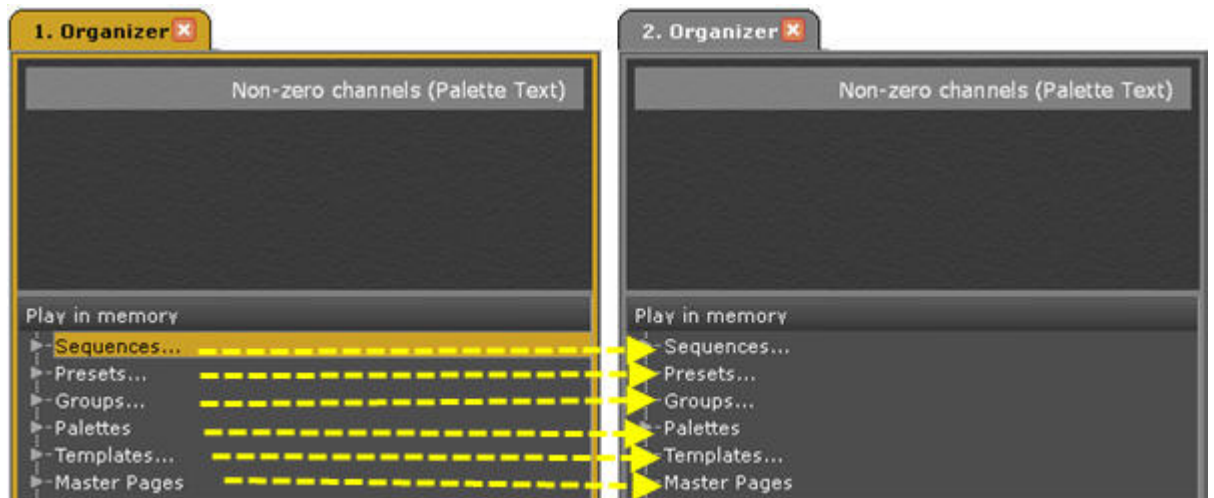 1. Organizer
Non-zero channels (Palette Text)
Play in memory
Sequences...
Presets...
Groups...
Palettes
Templates...
Master Pages
2. Organizer
Non-zero channels (Palette Text)
Play in memory
Sequences...
Presets...
Groups...
Palettes
Templates...
Master Pages